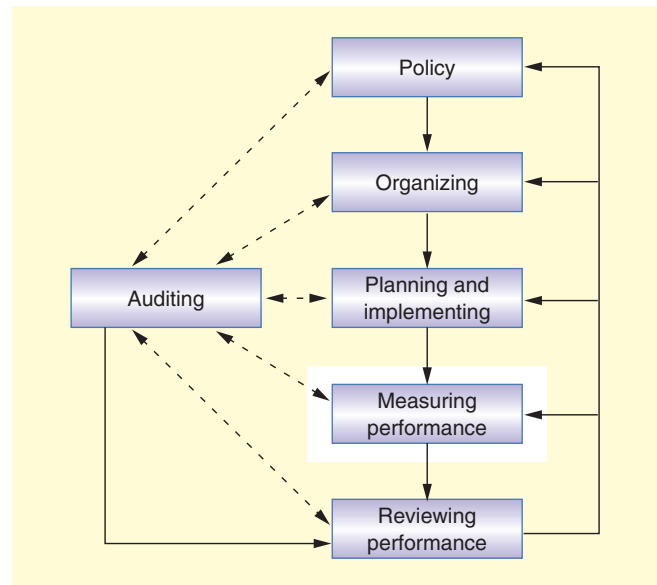 Policy
Organizing
Auditing
Planning and
implementing
Measuring
performance
Reviewing
performance